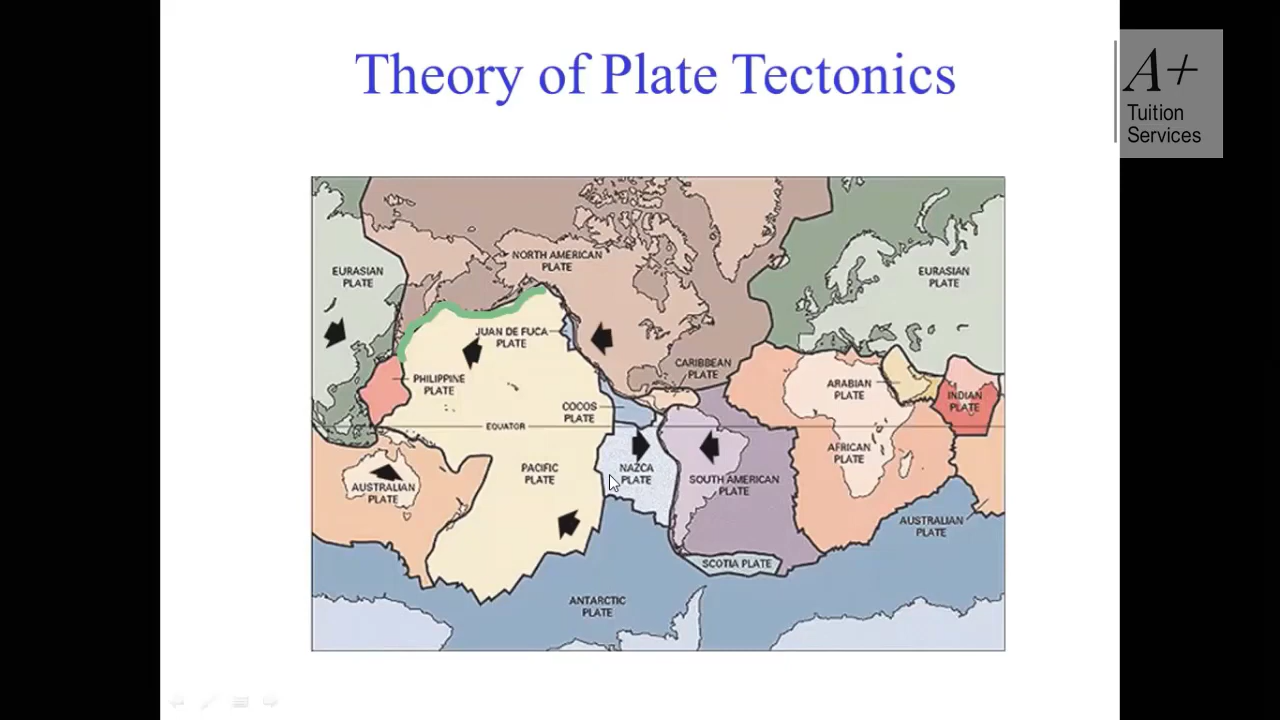 Theory of Plate Tectonics
A+
Tuition
Services
NORTH AMERICAN
PLATE
EURASIAN
PLATE
EURASIAN
PLATE
JUAN DE FUCA
PLATE
CARIBBEAN
PLATE
PHILIPPINE
PLATE
ARABIAN
PLATE
INDIAN
PLATE
COCOS
PLATE
EQUATOR
AFRICAN
PLATE
PACIFIC
PLATE
NAZCA
PLATE
SOUTH AMERICAN
PLATE
AUSTRALIAN
PLATE
AUSTRALIAN
PLATE
SCOTIA PLATE
ANTARCTIC
PLATE